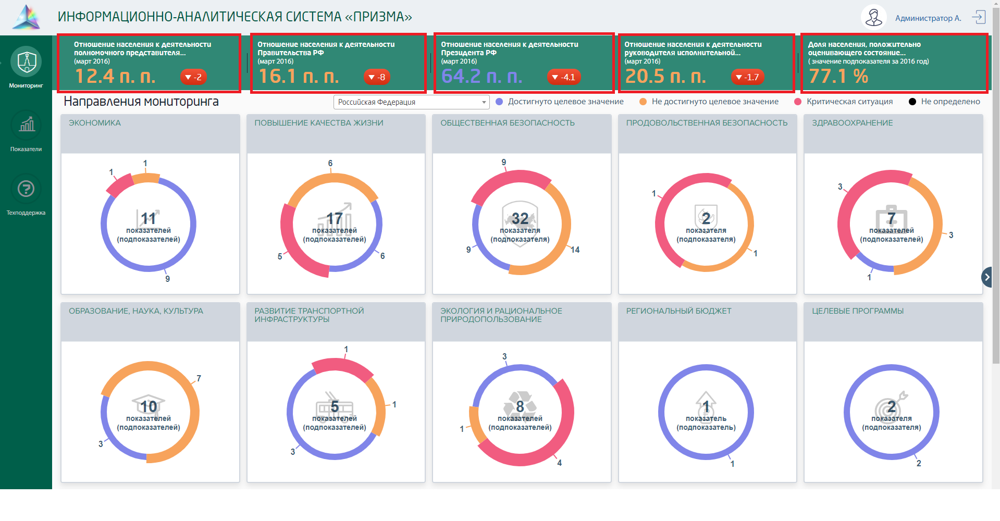 ИНФОРМАЦИОННО-АНАЛИТИЧЕСКАЯ СИСТЕМА «ПРИЗМА»
Администратор А.
Мониторинг
Показатели
Техподдержка
Отношение населения к деятельности
полномочного представителя...
(март 2016)
12.4 п. п.
▼ -2
Отношение населения к деятельности
Правительства РФ
(март 2016)
16.1 п. п.
▼ -8
Отношение населения к деятельности
Президента РФ
(март 2016)
64.2 п. п.
▼ -4.1
Отношение населения к деятельности
руководителя исполнительной...
(март 2016)
20.5 п. п.
▼ -1.7
Доля населения, положительно
оценивающего состояние...
( значение подпоказателя за 2016 год)
77.1 %
Направления мониторинга
Российская Федерация
Достигнуто целевое значение
Не достигнуто целевое значение
Критическая ситуация
Не определено
ЭКОНОМИКА
1
1
11
показателей
(подпоказателей)
9
ПОВЫШЕНИЕ КАЧЕСТВА ЖИЗНИ
6
17
показателей
(подпоказателей)
5
6
ОБЩЕСТВЕННАЯ БЕЗОПАСНОСТЬ
9
32
показателя
(подпоказателя)
9
14
ПРОДОВОЛЬСТВЕННАЯ БЕЗОПАСНОСТЬ
1
2
показателя
(подпоказателя)
1
ЗДРАВООХРАНЕНИЕ
3
7
показателей
(подпоказателей)
3
1
ОБРАЗОВАНИЕ, НАУКА, КУЛЬТУРА
7
10
показателей
(подпоказателей)
3
РАЗВИТИЕ ТРАНСПОРТНОЙ
ИНФРАСТРУКТУРЫ
1
1
5
показателей
(подпоказателей)
3
ЭКОЛОГИЯ И РАЦИОНАЛЬНОЕ
ПРИРОДОПОЛЬЗОВАНИЕ
3
8
показателей
(подпоказателей)
1
4
РЕГИОНАЛЬНЫЙ БЮДЖЕТ
1
показатель
(подпоказатель)
1
ЦЕЛЕВЫЕ ПРОГРАММЫ
2
показателя
(подпоказателя)
2